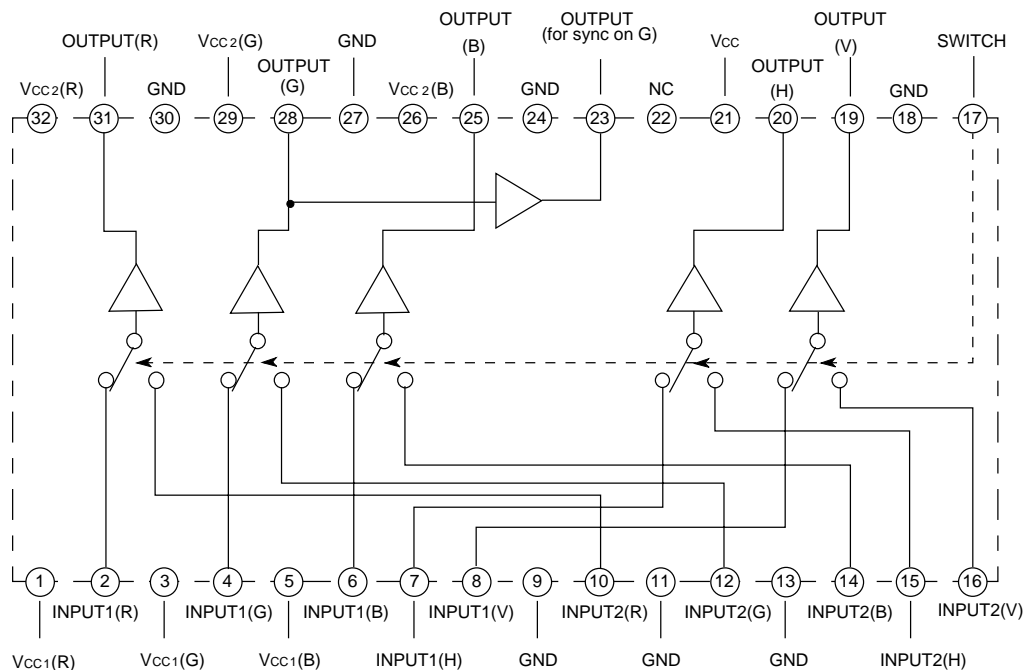 OUTPUT(R)
VCC2(G)
GND
OUTPUT
(B)
OUTPUT
(for sync on G)
VCC
OUTPUT
(V)
SWITCH
VCC2(R)
GND
OUTPUT
(G)
VCC2(B)
GND
NC
OUTPUT
(H)
GND
32 31 30 29 28 27 26 25 24 23 22 21 20 19 18 17
1 2 3 4 5 6 7 8 9 10 11 12 13 14 15 16
INPUT1(R) INPUT1(G) INPUT1(B) INPUT1(V) INPUT2(R) INPUT2(G) INPUT2(B) INPUT2(V)
VCC1(R) VCC1(G) VCC1(B) INPUT1(H) GND GND GND INPUT2(H)